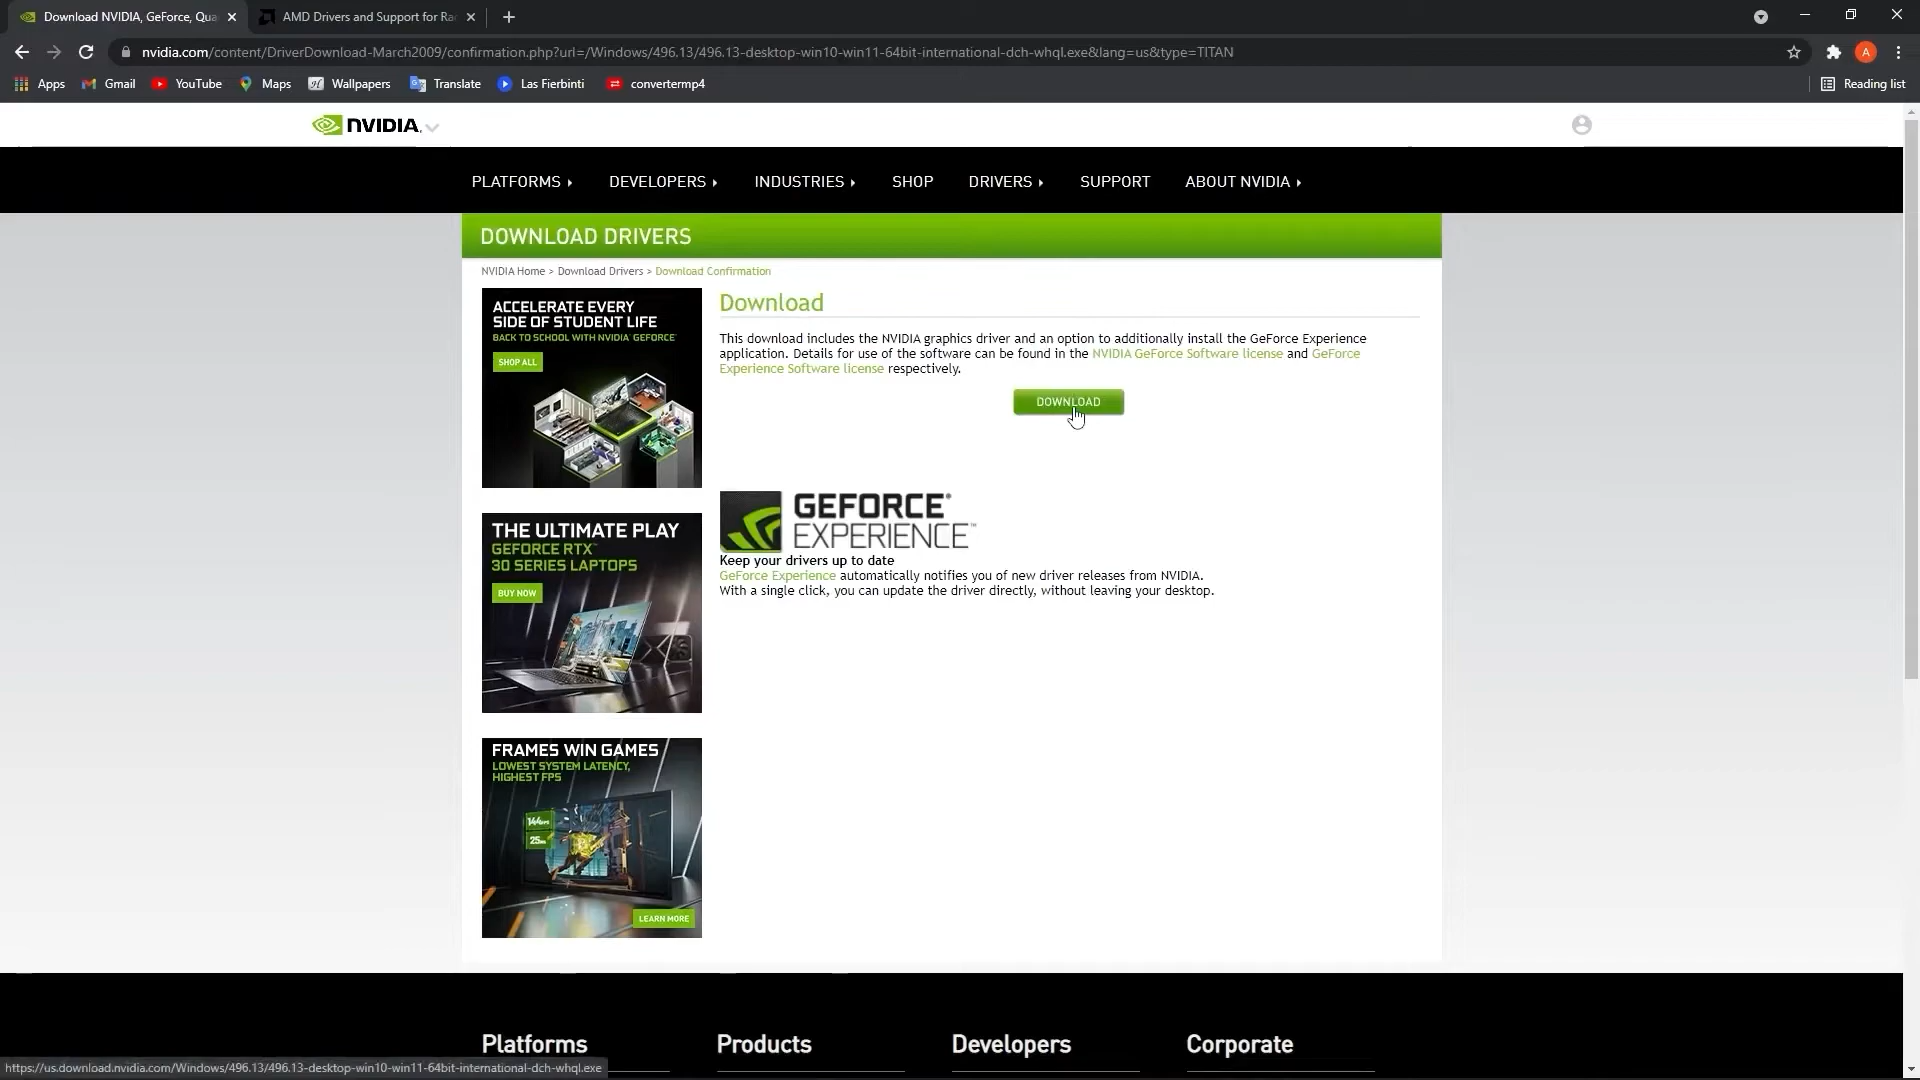 Download NVIDIA, GeForce, Qua
AMD Drivers and Support for Ra
nvidia.com/content/DriverDownload-March2009/confirmation.php?url=/Windows/496.13/496.13-desktop-win10-win11-64bit-international-dch-whql.exe&lang=us&type=TITAN
A
Apps
Gmail
YouTube
Maps
Wallpapers
Translate
Las Fierbinti
convertermp4
Reading list
NVIDIA.
PLATFORMS
DEVELOPERS
INDUSTRIES
SHOP
DRIVERS
SUPPORT
ABOUT NVIDIA
DOWNLOAD DRIVERS
NVIDIA Home > Download Drivers > Download Confirmation
ACCELERATE EVERY
SIDE OF STUDENT LIFE
BACK TO SCHOOL WITH NVIDIA GEFORCE
SHOP ALL
Download
This download includes the NVIDIA graphics driver and an option to additionally install the GeForce Experience
application. Details for use of the software can be found in the NVIDIA GeForce Software license and GeForce
Experience Software license respectively.
DOWNLOAD
THE ULTIMATE PLAY
GEFORCE RTX™
30 SERIES LAPTOPS
BUY NOW
GEFORCE®
EXPERIENCE™
Keep your drivers up to date
GeForce Experience automatically notifies you of new driver releases from NVIDIA.
With a single click, you can update the driver directly, without leaving your desktop.
FRAMES WIN GAMES
LOWEST SYSTEM LATENCY,
HIGHEST FPS
144fps
25ms
LEARN MORE
Platforms
Products
Developers
Corporate
https://us.download.nvidia.com/Windows/496.13/496.13-desktop-win10-win11-64bit-international-dch-whql.exe